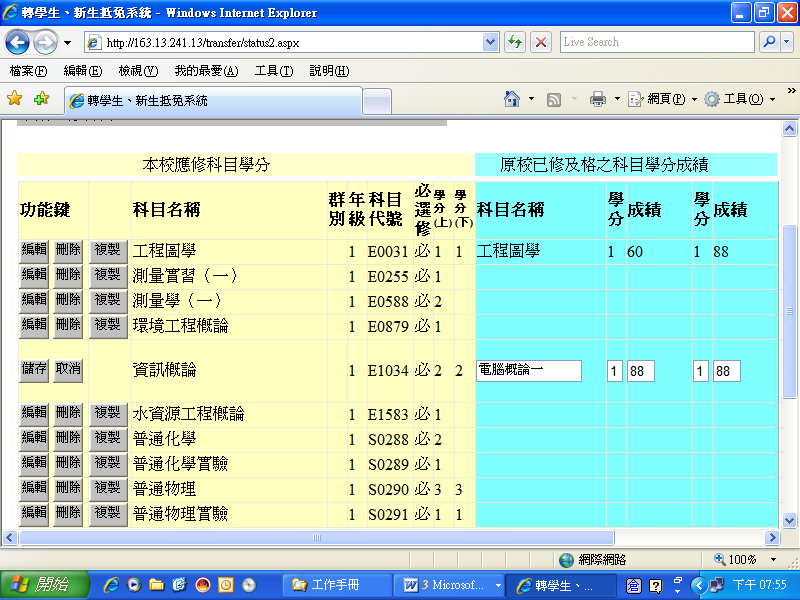 轉學生、新生抵免系統 - Windows Internet Explorer
http://163.13.241.13/transfer/status2.aspx
Live Search
檔案(F) 編輯(E) 檢視(V) 我的最愛(A) 工具(T) 說明(H)
轉學生、新生抵免系統
網頁(P) 工具(O) »
本校應修科目學分 原校已修及格之科目學分成績
功能鍵 科目名稱 群別 年級 科目代號 必選修 學分(上) 學分(下) 科目名稱 學分 成績 學分 成績
編輯 刪除 複製 工程圖學 1 E0031 必 1 1 工程圖學 1 60 1 88
編輯 刪除 複製 測量實習（一） 1 E0255 必 1
編輯 刪除 複製 測量學（一） 1 E0588 必 2
編輯 刪除 複製 環境工程概論 1 E0879 必 1
儲存 取消 資訊概論 1 E1034 必 2 2 電腦概論一 1 88 1 88
編輯 刪除 複製 水資源工程概論 1 E1583 必 1
編輯 刪除 複製 普通化學 1 S0288 必 2
編輯 刪除 複製 普通化學實驗 1 S0289 必 1
編輯 刪除 複製 普通物理 1 S0290 必 3 3
編輯 刪除 複製 普通物理實驗 1 S0291 必 1 1
網際網路 100%
開始 工作手冊 3 Microsof... 轉學生、... 下午 07:55